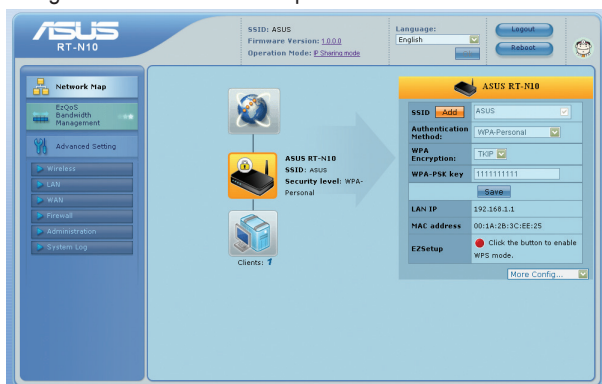 ASUS
RT-N10
SSID: ASUS
Firmware Version: 1.0.0.0
Operation Mode: IP Sharing mode
Language:
English
Logout
Reboot
Network Map
EzQoS
Bandwidth
Management
Advanced Setting
Wireless
LAN
WAN
Firewall
Administration
System Log
ASUS RT-N10
SSID: ASUS
Security level: WPA-
Personal
Clients: 1
ASUS RT-N10
SSID Add ASUS
Authentication
Method: WPA-Personal
WPA
Encryption: TKIP
WPA-PSK key 1111111111
Save
LAN IP 192.168.1.1
MAC address 00:1A:2B:3C:EE:25
EZSetup Click the button to enable
WPS mode.
More Config...